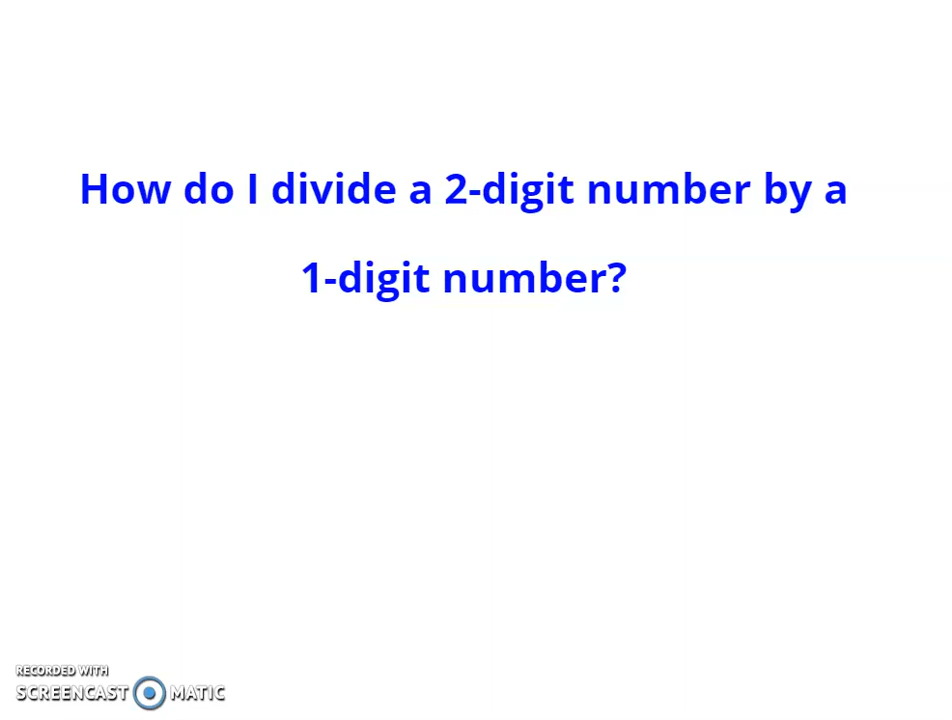 How do I divide a 2-digit number by a
1-digit number?
RECORDED WITH
SCREENCAST MATIC